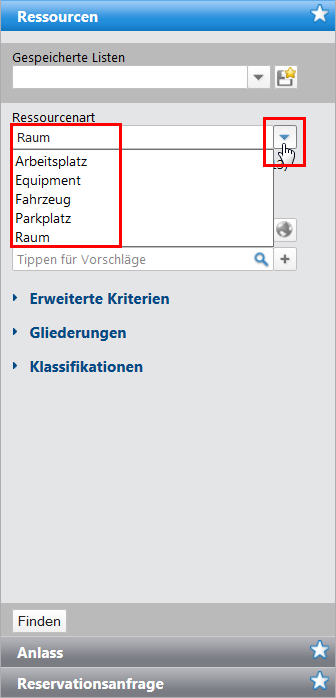 Ressourcen
Gespeicherte Listen
Ressourcenart
Raum
Arbeitsplatz
Equipment
Fahrzeug
Parkplatz
Raum
Tippen für Vorschläge
Erweiterte Kriterien
Gliederungen
Klassifikationen
Finden
Anlass
Reservationsanfrage